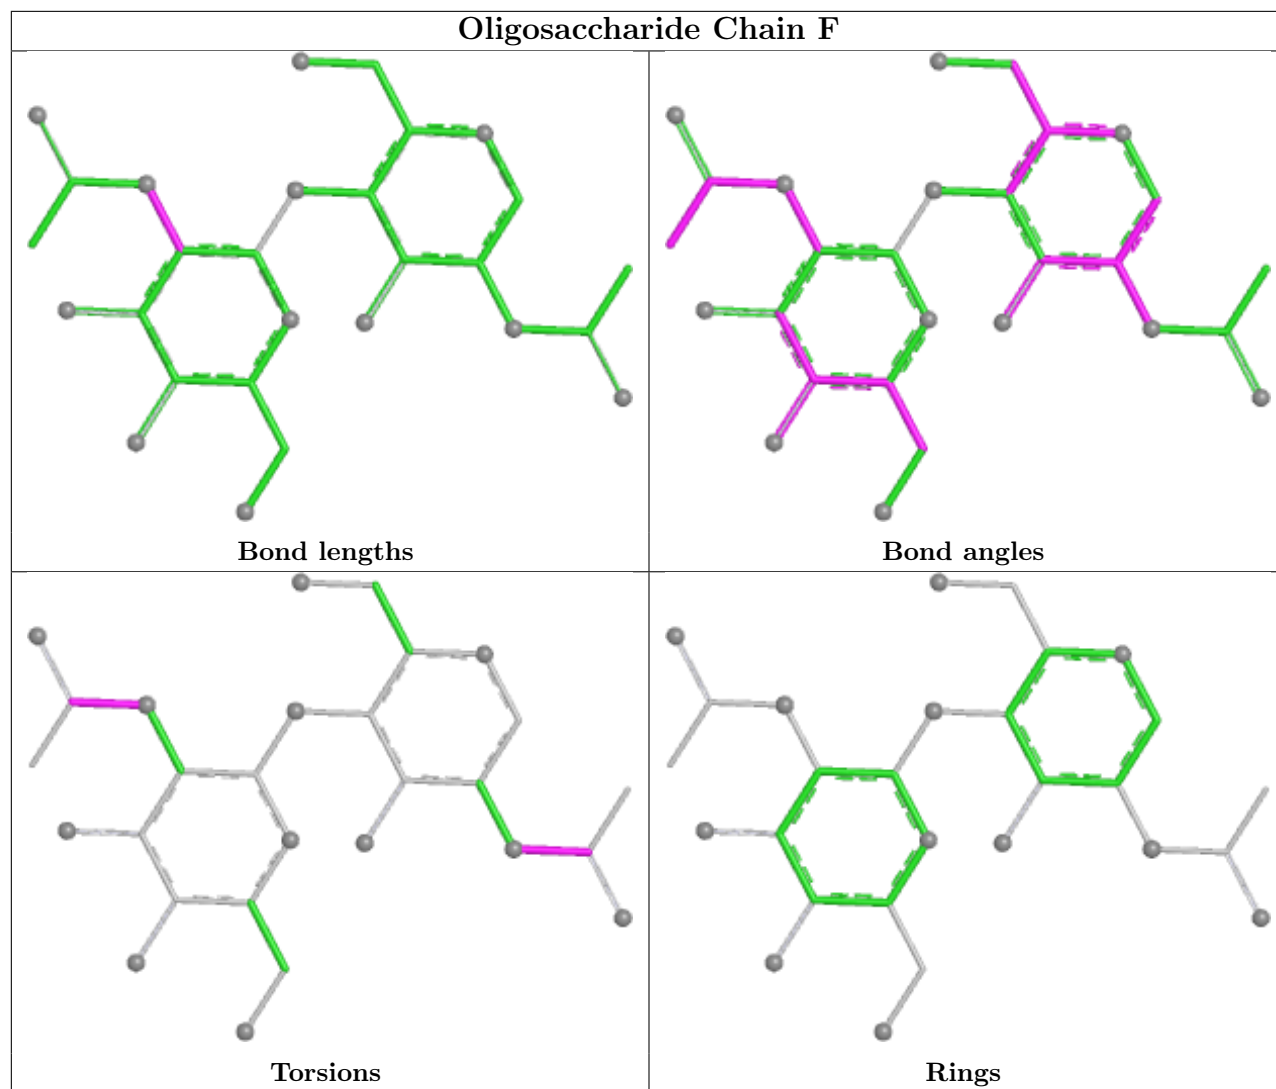 Oligosaccharide Chain F
Bond lengths
Bond angles
Torsions
Rings